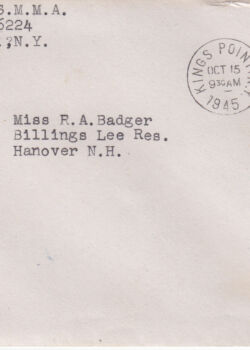 S.M.M.A.
6224
,N.Y.
KINGS POINT, N.Y.
OCT 15
930AM
1945
Miss R.A.Badger
Billings Lee Res.
Hanover N.H.